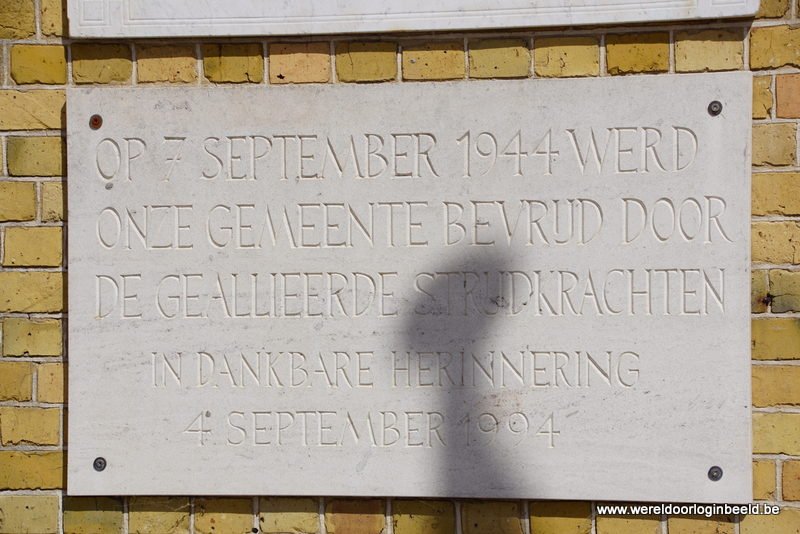 OP 7 SEPTEMBER 1944 WERD
ONZE GEMEENTE BEVRIJD DOOR
DE GEALLIEERDE STRIJDKRACHTEN
IN DANKBARE HERINNERING
4 SEPTEMBER 1994
www.wereldoorloginbeeld.be